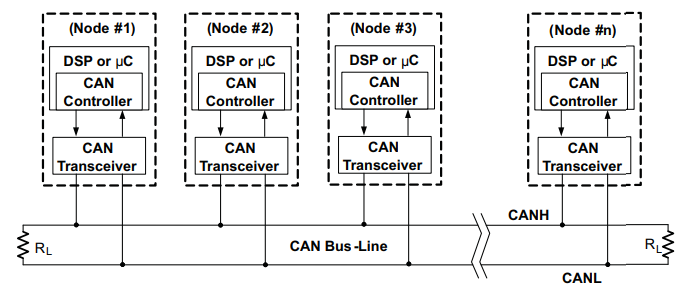 (Node #1)
(Node #2)
(Node #3)
(Node #n)
DSP or µC
DSP or µC
DSP or µC
DSP or µC
CAN
Controller
CAN
Controller
CAN
Controller
CAN
Controller
CAN
Transceiver
CAN
Transceiver
CAN
Transceiver
CAN
Transceiver
CANH
RL
CAN Bus-Line
RL
CANL